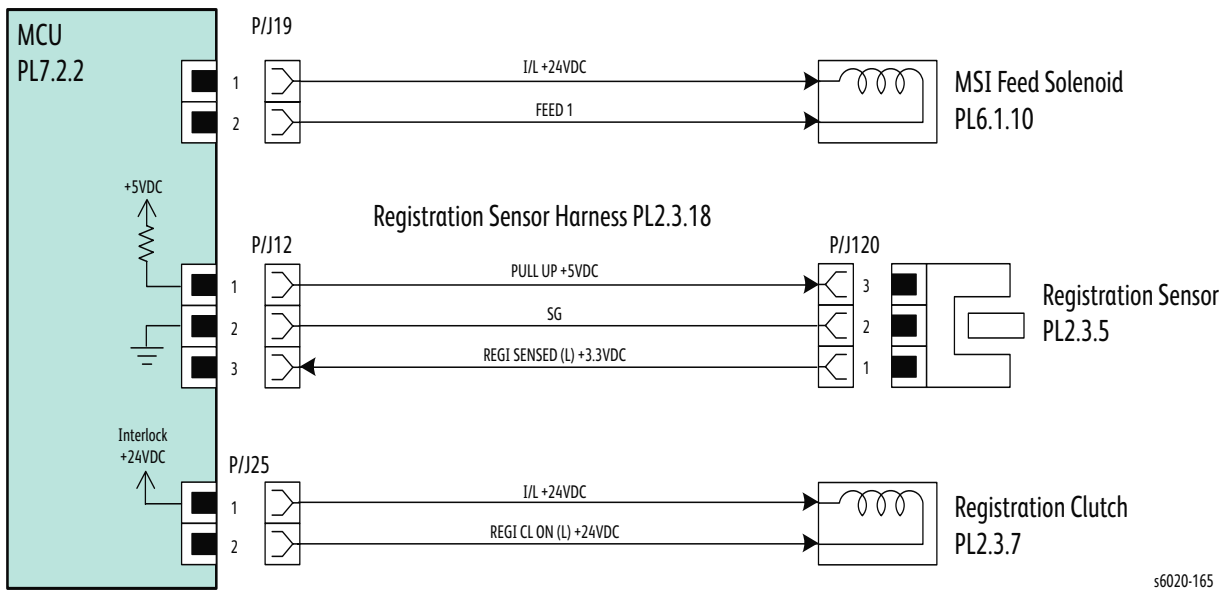 MCU
PL7.2.2
P/J19
1
I/L +24VDC
2
FEED 1
MSI Feed Solenoid
PL6.1.10
+5VDC
Registration Sensor Harness PL2.3.18
P/J12
P/J120
1
PULL UP +5VDC
3
2
SG
2
3
REGI SENSED (L) +3.3VDC
1
Registration Sensor
PL2.3.5
Interlock
+24VDC
P/J25
1
I/L +24VDC
2
REGI CL ON (L) +24VDC
Registration Clutch
PL2.3.7
s6020-165